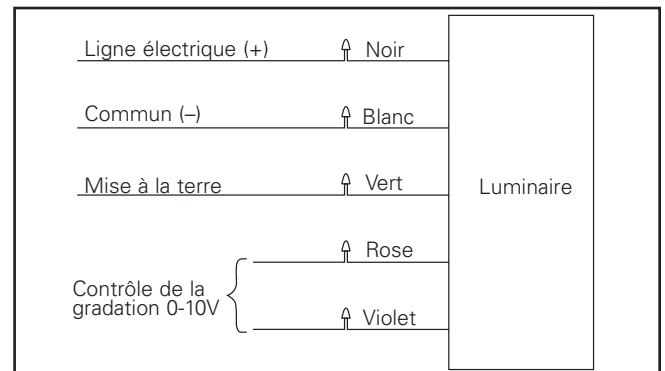 Ligne électrique (+) Noir
Commun (–) Blanc
Mise à la terre Vert
Luminaire
Rose
Contrôle de la
gradation 0-10V
Violet